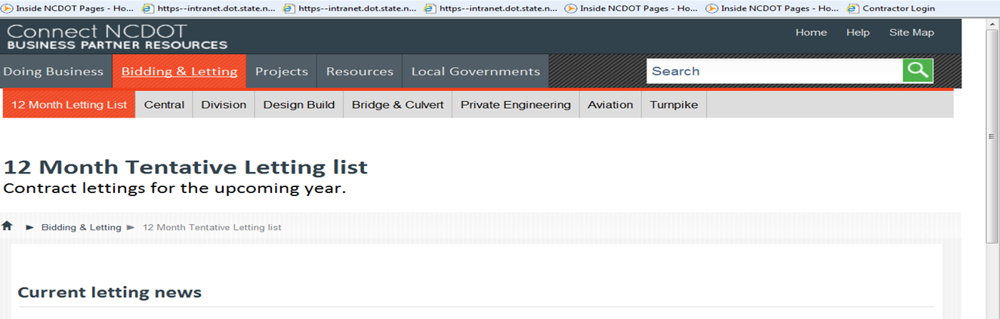 Inside NCDOT Pages - Ho... https--intranet.dot.state.n... https--intranet.dot.state.n... https--intranet.dot.state.n... Inside NCDOT Pages - Ho... Inside NCDOT Pages - Ho... Contractor Login
Connect NCDOT Home Help Site Map
BUSINESS PARTNER RESOURCES
Doing Business Bidding & Letting Projects Resources Local Governments Search
12 Month Letting List Central Division Design Build Bridge & Culvert Private Engineering Aviation Turnpike
12 Month Tentative Letting list
Contract lettings for the upcoming year.
Bidding & Letting 12 Month Tentative Letting list
Current letting news